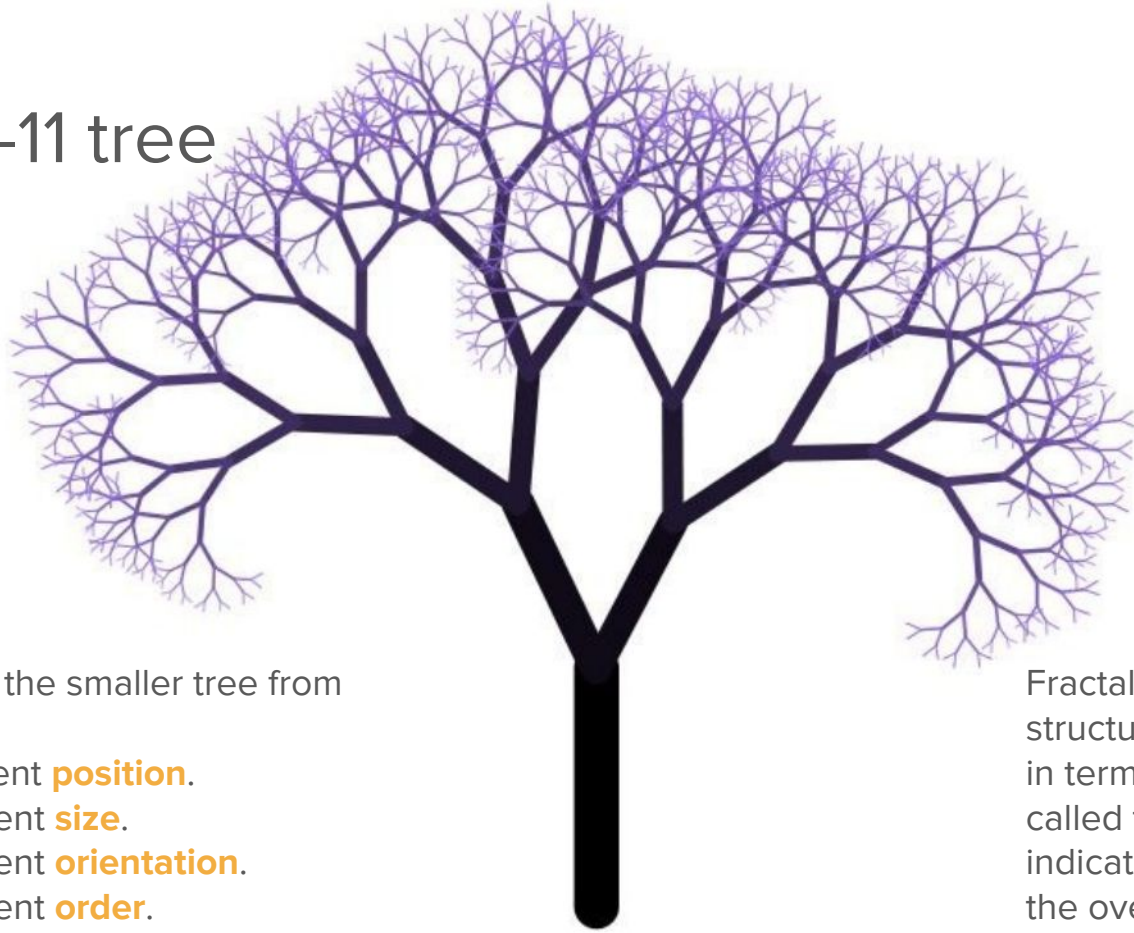 -11 tree
the smaller tree from
ent position.
ent size.
ent orientation.
ent order.
Fractal
structu
in term
called
indicat
the ove